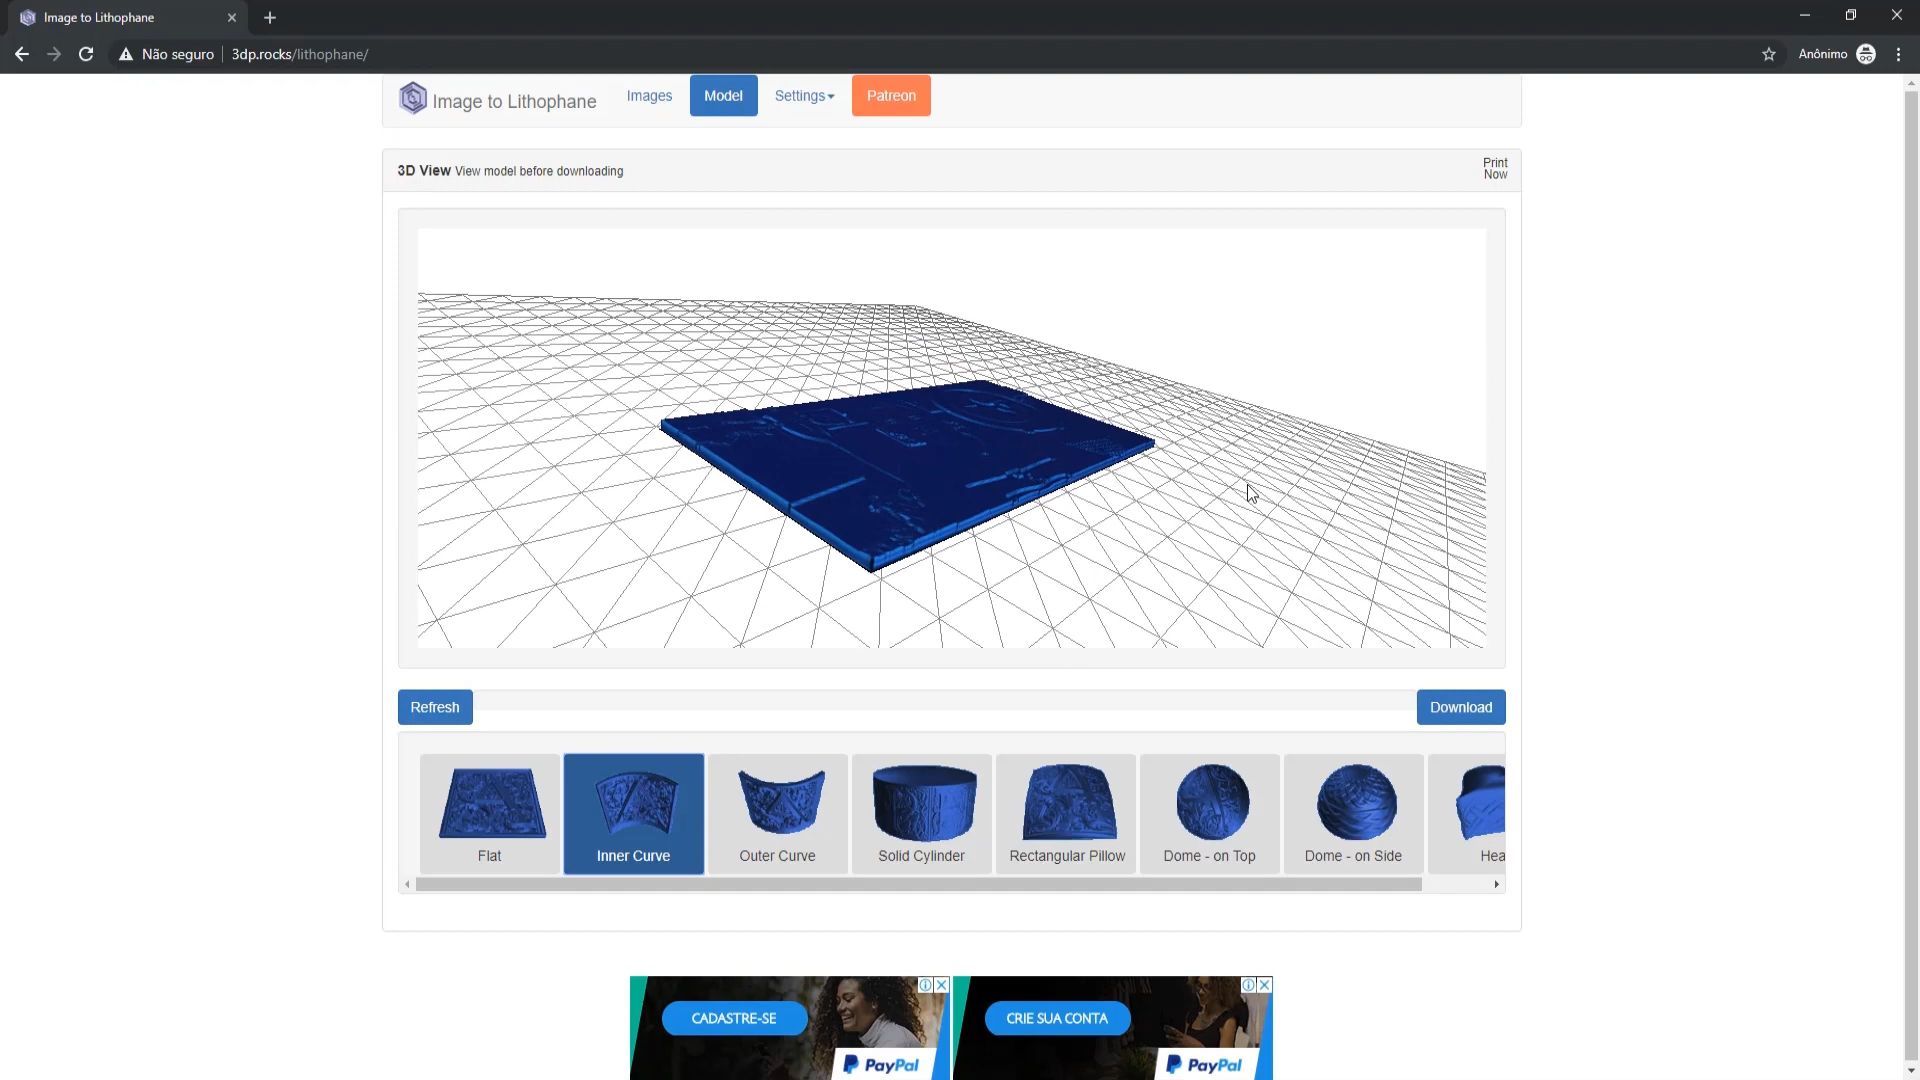 Image to Lithophane
Não seguro
3dp.rocks/lithophane/
Anônimo
Image to Lithophane
Images
Model
Settings
Patreon
3D View View model before downloading
Print
Now
Refresh
Download
Flat
Inner Curve
Outer Curve
Solid Cylinder
Rectangular Pillow
Dome - on Top
Dome - on Side
Hea
CADASTRE-SE
PayPal
CRIE SUA CONTA
PayPal